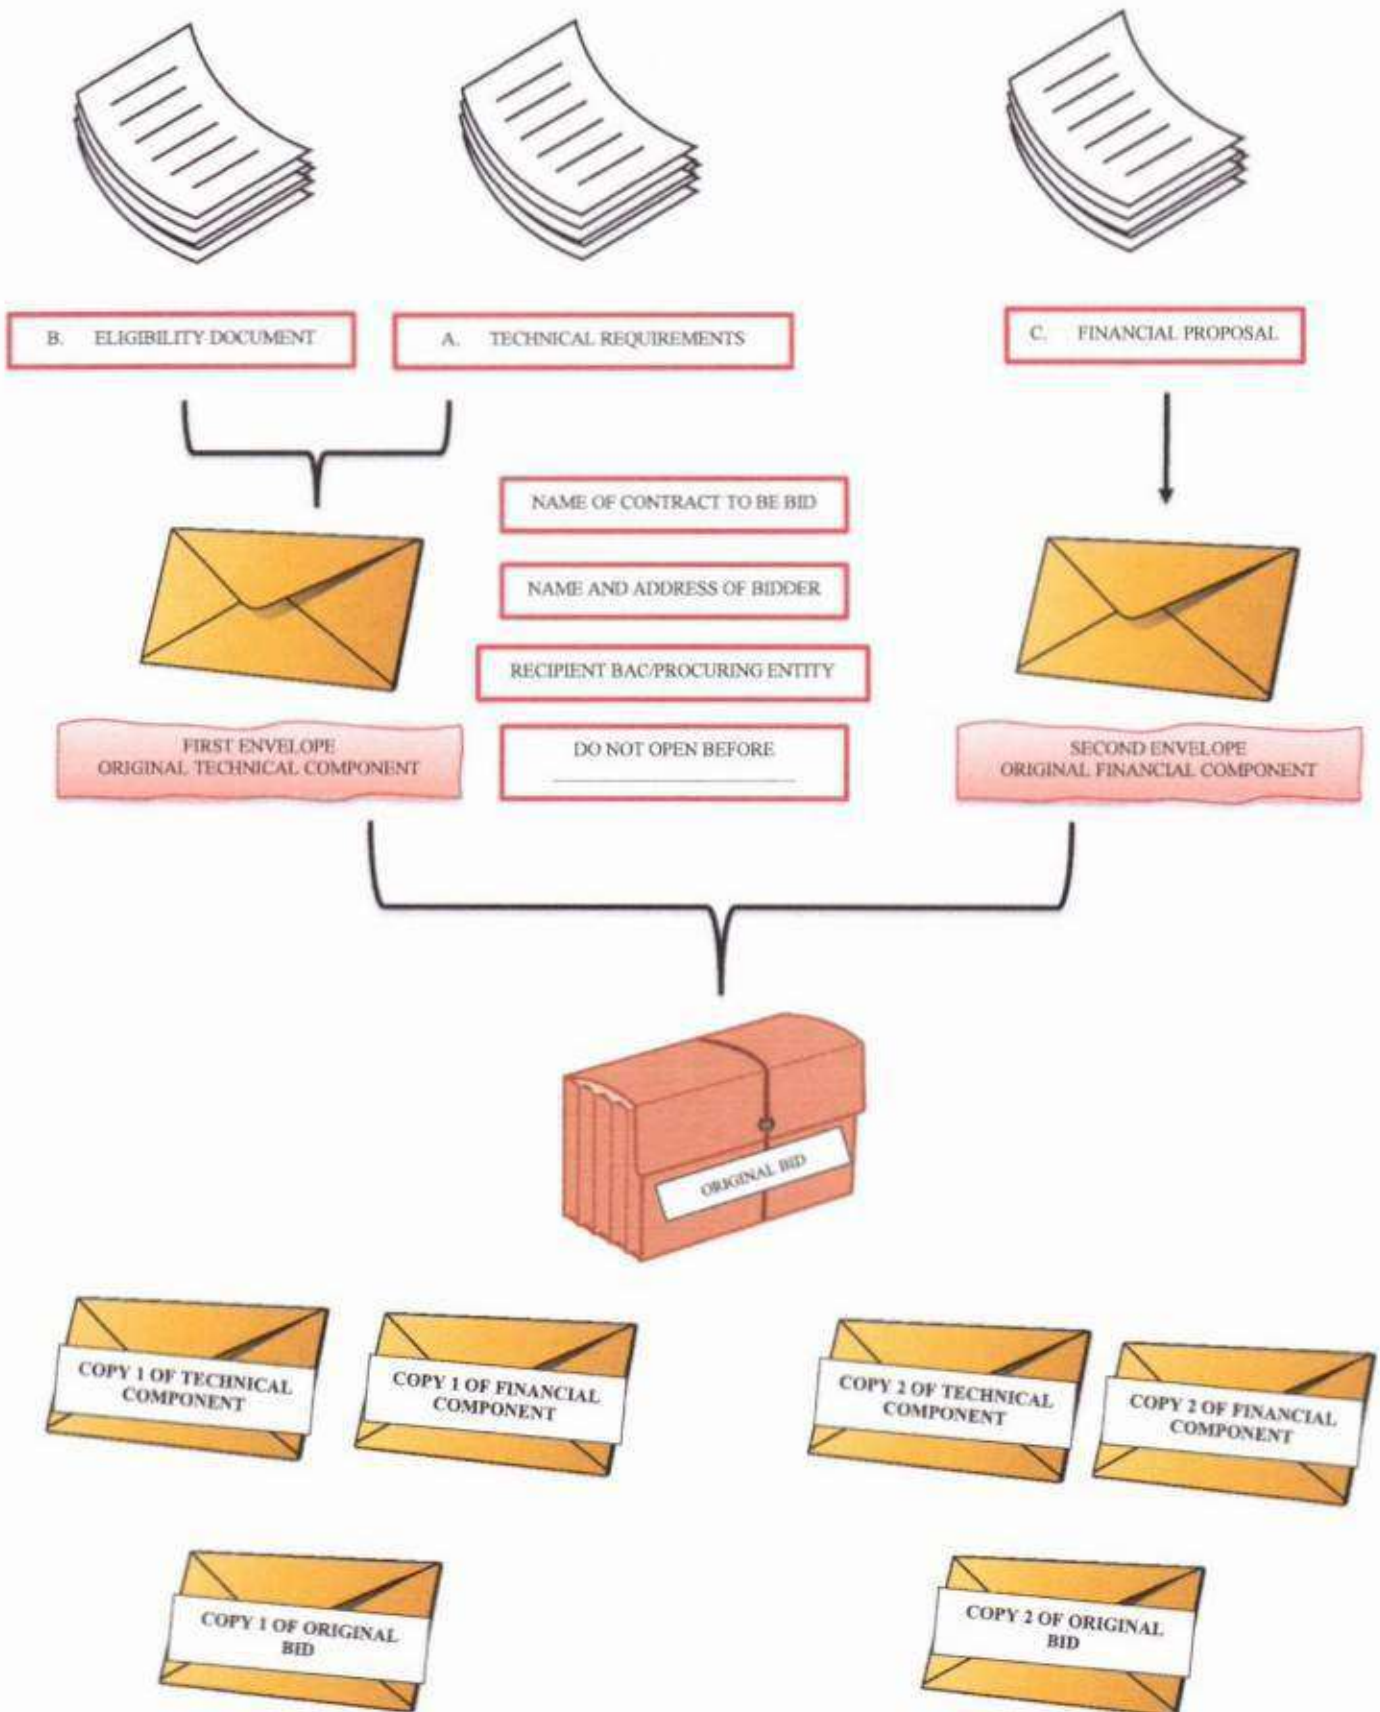 B. ELIGIBILITY DOCUMENT
A. TECHNICAL REQUIREMENTS
C. FINANCIAL PROPOSAL
NAME OF CONTRACT TO BE BID
NAME AND ADDRESS OF BIDDER
RECIPIENT BAC/PROCURING ENTITY
DO NOT OPEN BEFORE
FIRST ENVELOPE
ORIGINAL TECHNICAL COMPONENT
SECOND ENVELOPE
ORIGINAL FINANCIAL COMPONENT
ORIGINAL BID
COPY 1 OF TECHNICAL
COMPONENT
COPY 1 OF FINANCIAL
COMPONENT
COPY 2 OF TECHNICAL
COMPONENT
COPY 2 OF FINANCIAL
COMPONENT
COPY 1 OF ORIGINAL
BID
COPY 2 OF ORIGINAL
BID